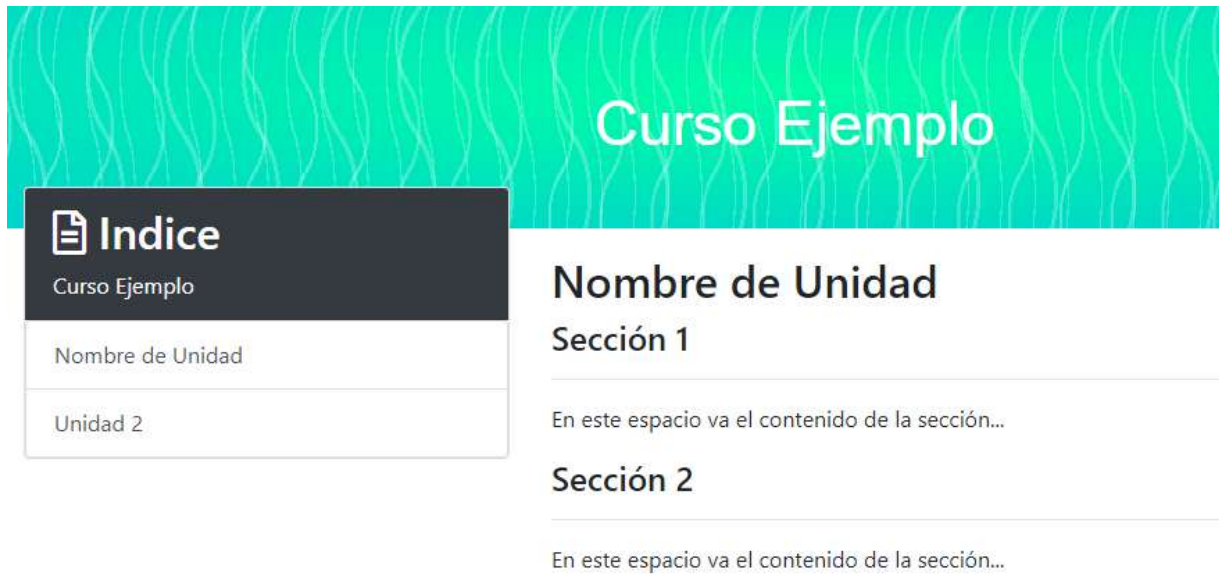 Curso Ejemplo
Indice
Curso Ejemplo
Nombre de Unidad
Unidad 2
Nombre de Unidad
Sección 1
En este espacio va el contenido de la sección...
Sección 2
En este espacio va el contenido de la sección...